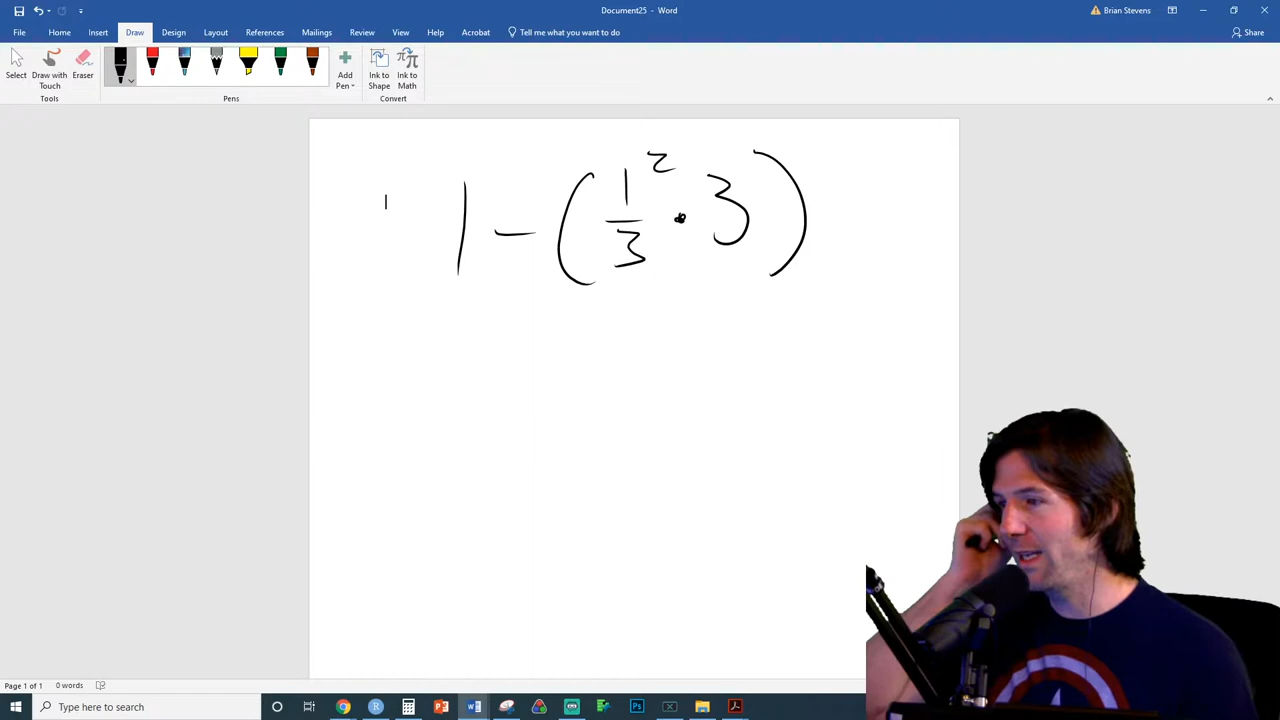 Document25 - Word
Brian Stevens
File Home Insert Draw Design Layout References Mailings Review View Help Acrobat Tell me what you want to do Share
Select Draw with Touch Eraser Add Pen Ink to Shape Ink to Math
Tools Pens Convert
1 - (1/3² · 3)
Page 1 of 1 0 words
Type here to search